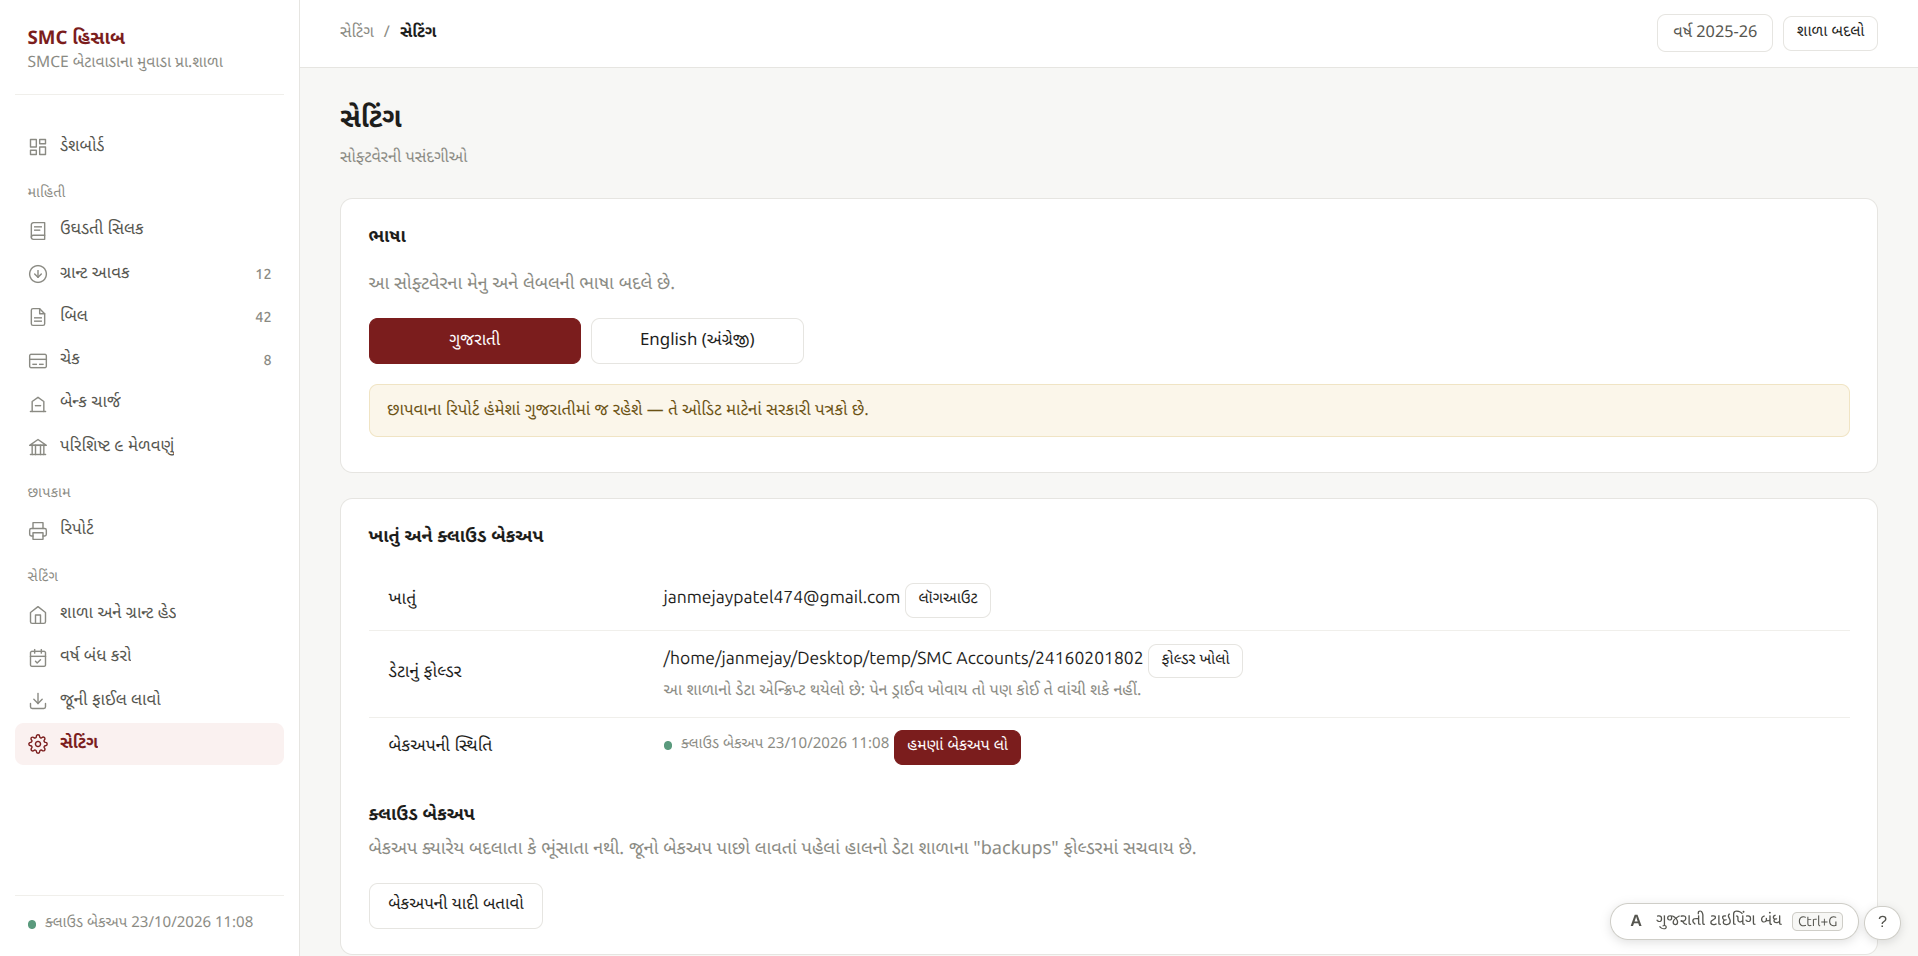 SMC હિસાબ
SMCE બેટાવાડાના મુવાડા પ્રા.શાળા
ડેશબોર્ડ
માહિતી
ઉઘડતી સિલક
ગ્રાન્ટ આવક 12
બિલ 42
ચેક 8
બેન્ક ચાર્જ
પરિશિષ્ટ ૯ મેળવણું
છાપકામ
રિપોર્ટ
સેટિંગ
શાળા અને ગ્રાન્ટ હેડ
વર્ષ બંધ કરો
જૂની ફાઈલ લાવો
સેટિંગ
ક્લાઉડ બેકઅપ 23/10/2026 11:08
સેટિંગ / સેટિંગ
વર્ષ 2025-26
શાળા બદલો
સેટિંગ
સોફ્ટવેરની પસંદગીઓ
ભાષા
આ સોફ્ટવેરના મેનુ અને લેબલની ભાષા બદલે છે.
ગુજરાતી
English (અંગ્રેજી)
છાપવાના રિપોર્ટ હંમેશાં ગુજરાતીમાં જ રહેશે — તે ઓડિટ માટેનાં સરકારી પત્રકો છે.
ખાતું અને ક્લાઉડ બેકઅપ
ખાતું janmejaypatel474@gmail.com લૉગઆઉટ
ડેટાનું ફોલ્ડર /home/janmejay/Desktop/temp/SMC Accounts/24160201802 ફોલ્ડર ખોલો
આ શાળાનો ડેટા એન્ક્રિપ્ટ થયેલો છે: પેન ડ્રાઈવ ખોવાય તો પણ કોઈ તે વાંચી શકે નહીં.
બેકઅપની સ્થિતિ ક્લાઉડ બેકઅપ 23/10/2026 11:08 હમણાં બેકઅપ લો
ક્લાઉડ બેકઅપ
બેકઅપ ક્યારેય બદલાતા કે ભૂંસાતા નથી. જૂનો બેકઅપ પાછો લાવતાં પહેલાં હાલનો ડેટા શાળાના "backups" ફોલ્ડરમાં સચવાય છે.
બેકઅપની યાદી બતાવો
A ગુજરાતી ટાઇપિંગ બંધ Ctrl+G
?